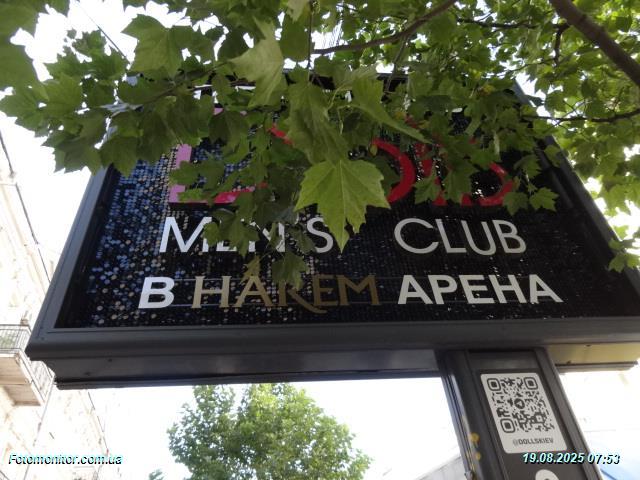 MEN'S CLUB
В HAREM АРЕНА
@DOLLSKIEV
Fotomonitor.com.ua
19.08.2025 07:53